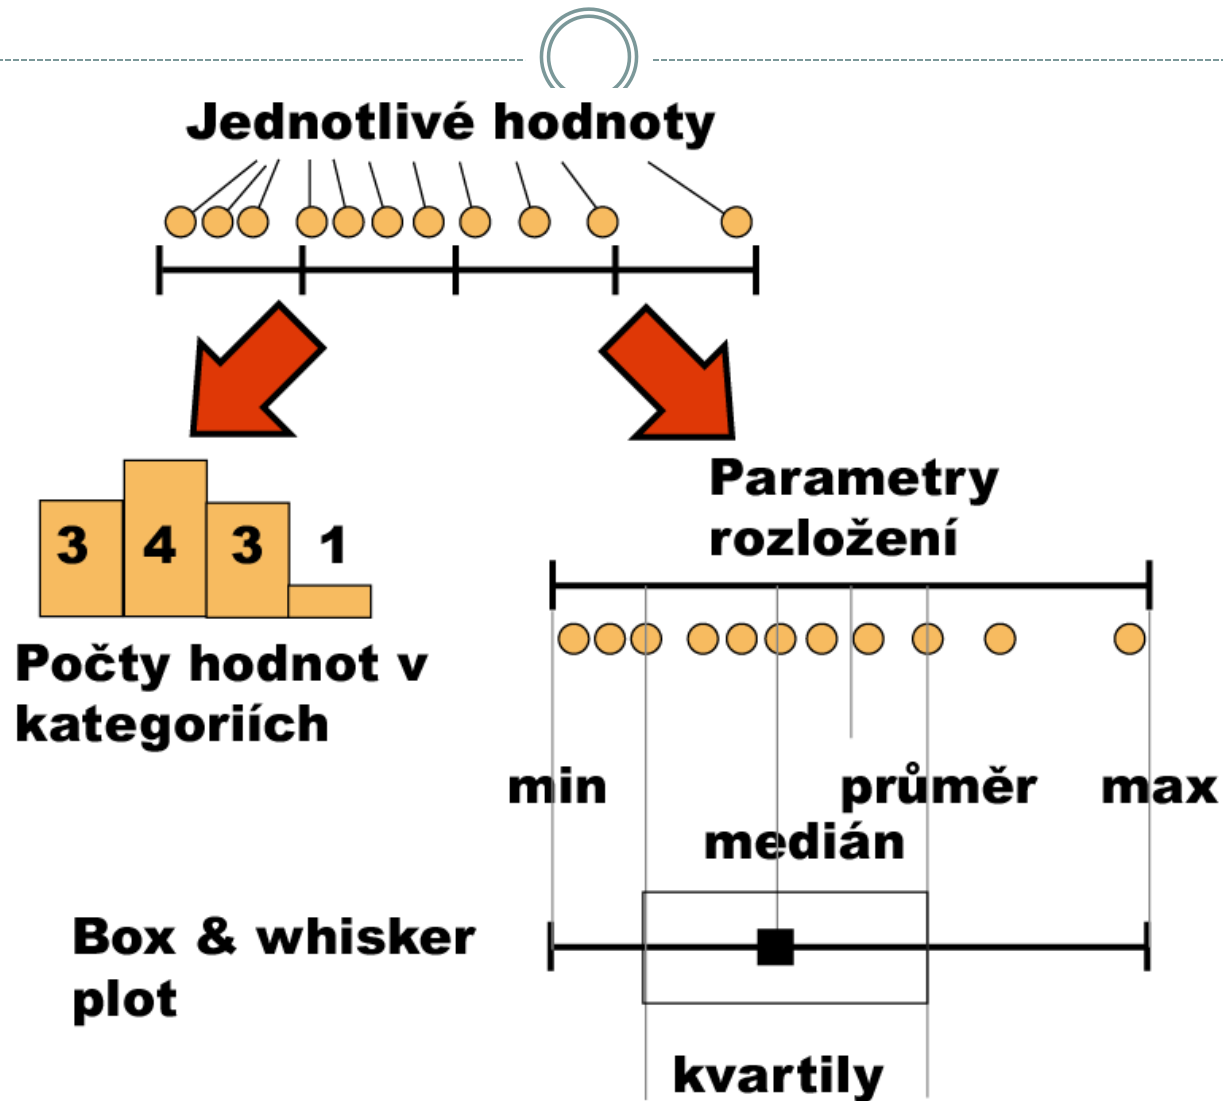 Jednotlivé hodnoty
Parametry
rozložení
3 4 3 1
Počty hodnot v
kategoriích
min průměr max
medián
Box & whisker
plot
kvartily